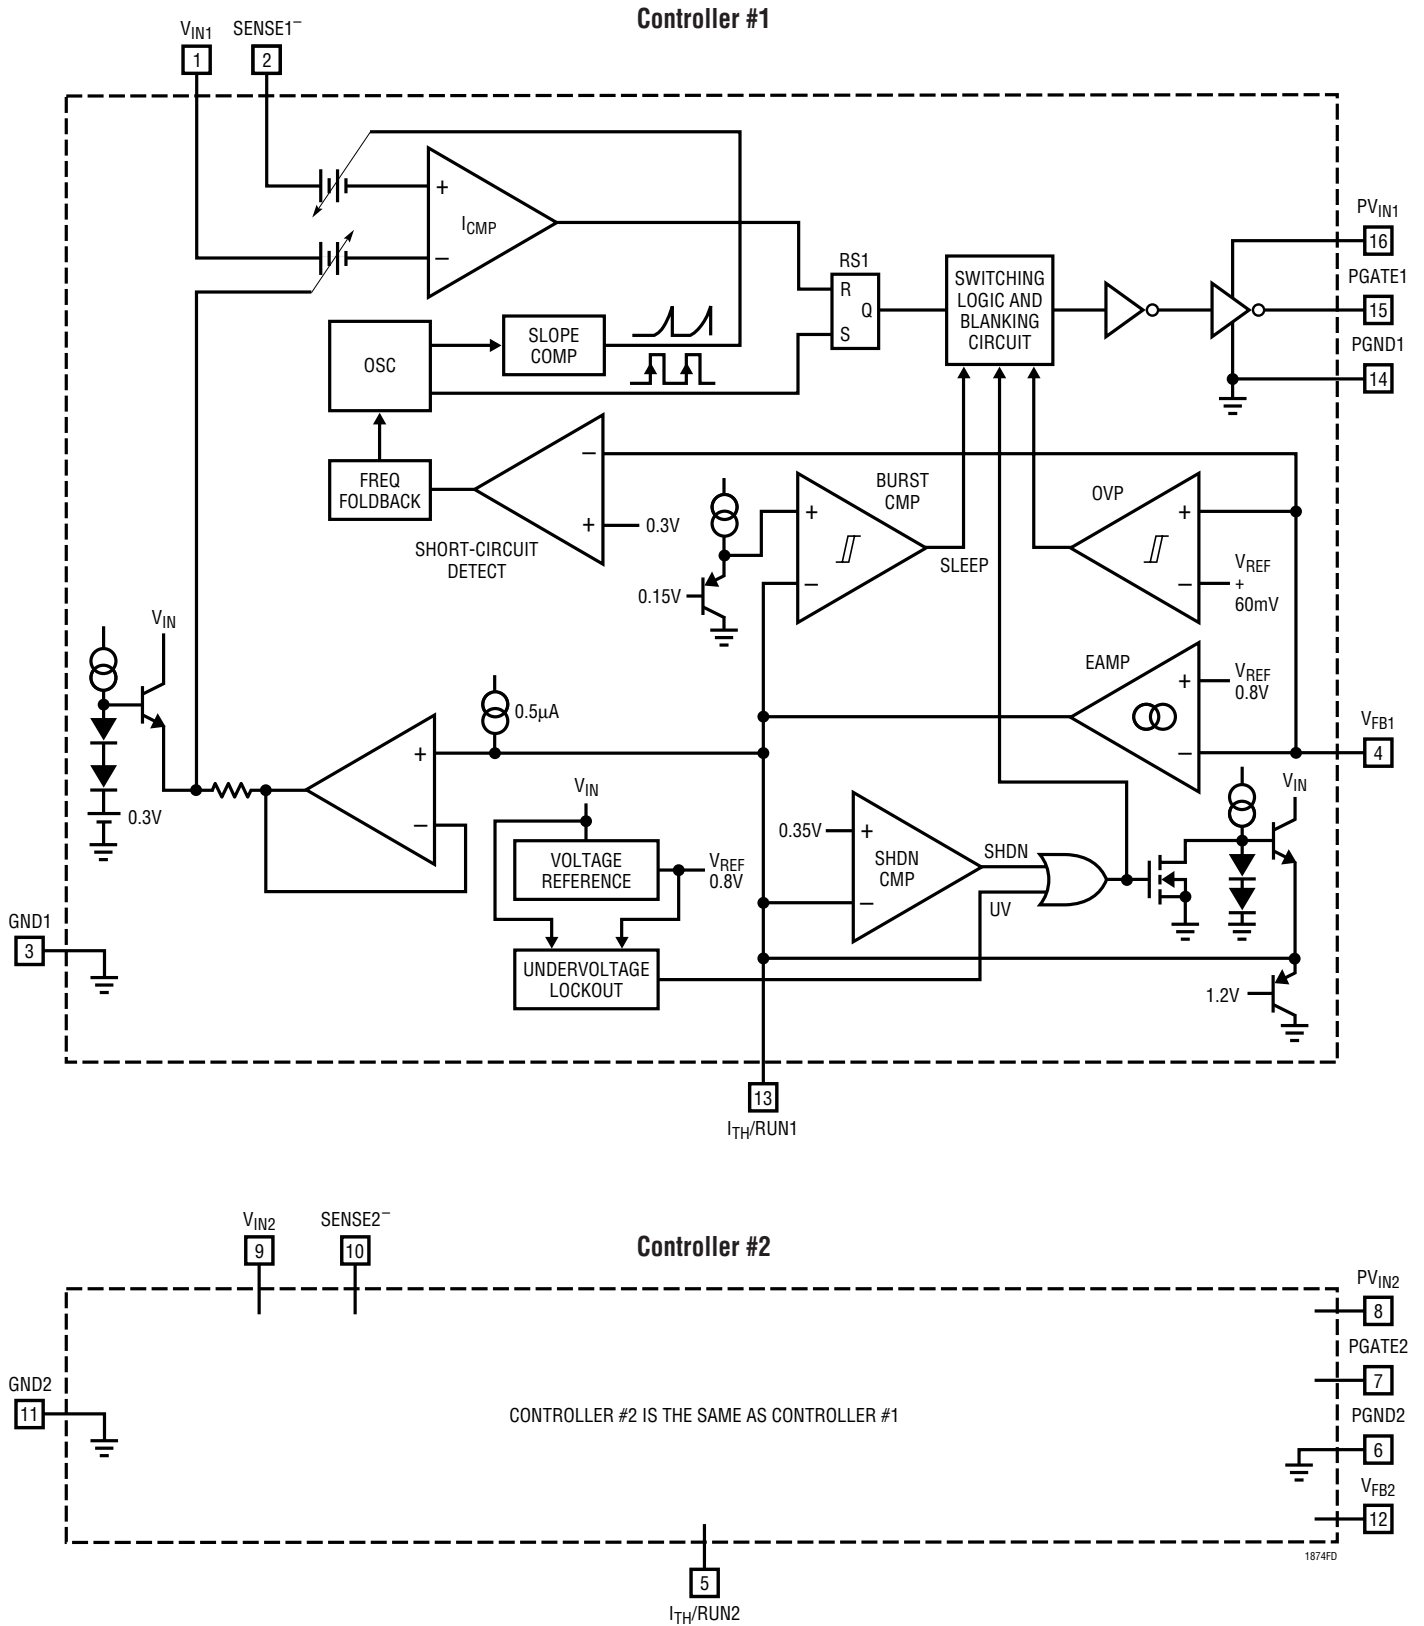 Controller #1
VIN1
SENSE1–
1
2
+
ICMP
–
PVIN1
16
PGATE1
15
PGND1
14
RS1
R
Q
S
SWITCHING
LOGIC AND
BLANKING
CIRCUIT
OSC
SLOPE
COMP
FREQ
FOLDBACK
–
+
0.3V
SHORT-CIRCUIT
DETECT
0.15V
BURST
CMP
+
–
SLEEP
OVP
+
–
VREF
+
60mV
VIN
0.3V
0.5µA
+
–
EAMP
+
–
VREF
0.8V
VFB1
4
VIN
VOLTAGE
REFERENCE
VREF
0.8V
UNDERVOLTAGE
LOCKOUT
0.35V
+
SHDN
CMP
–
SHDN
UV
VIN
1.2V
GND1
3
13
ITH/RUN1
Controller #2
VIN2
SENSE2–
9
10
PVIN2
8
PGATE2
7
PGND2
6
VFB2
12
GND2
11
CONTROLLER #2 IS THE SAME AS CONTROLLER #1
1874FD
5
ITH/RUN2